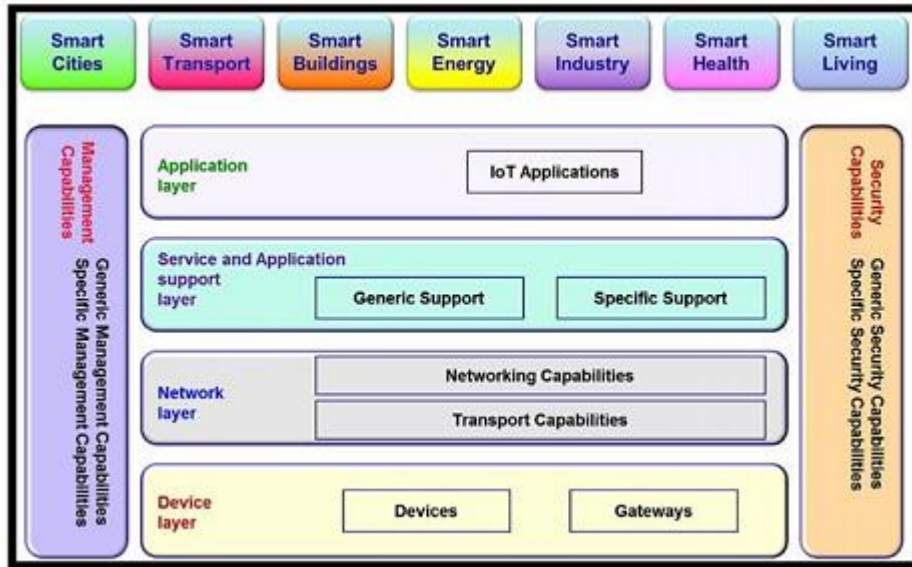 Smart
Cities
Smart
Transport
Smart
Buildings
Smart
Energy
Smart
Industry
Smart
Health
Smart
Living
Management
Capabilities
Generic Management Capabilities
Specific Management Capabilities
Application
layer
IoT Applications
Service and Application
support
layer
Generic Support
Specific Support
Network
layer
Networking Capabilities
Transport Capabilities
Device
layer
Devices
Gateways
Security
Capabilities
Generic Security Capabilities
Specific Security Capabilities